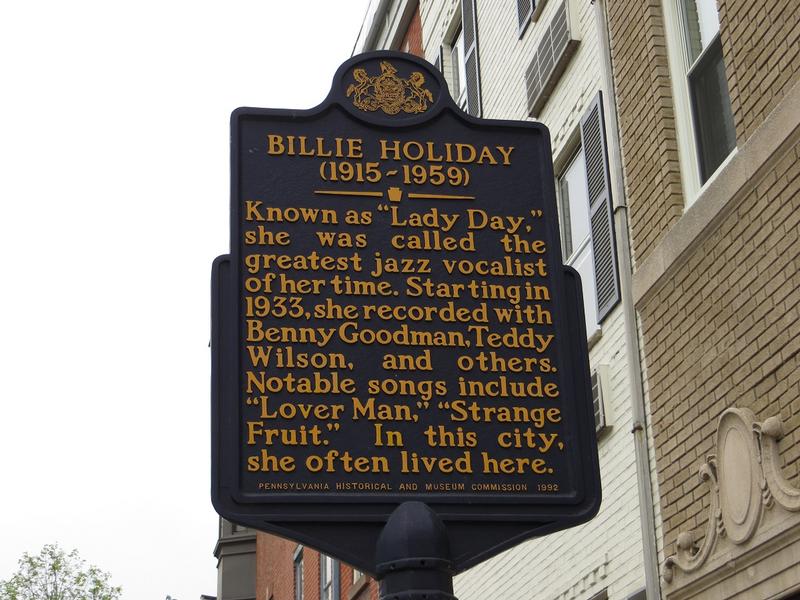 BILLIE HOLIDAY
(1915~1959)
Known as "Lady Day,"
she was called the
greatest jazz vocalist
of her time. Starting in
1933, she recorded with
Benny Goodman, Teddy
Wilson, and others.
Notable songs include
"Lover Man," "Strange
Fruit." In this city,
she often lived here.
PENNSYLVANIA HISTORICAL AND MUSEUM COMMISSION 1992